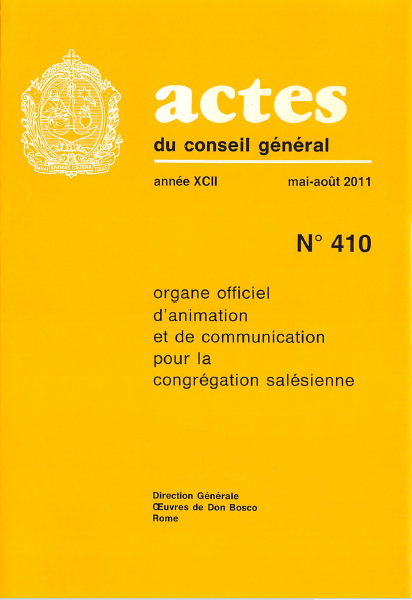 actes
du conseil général
année XCII mai-août 2011
N° 410
organe officiel
d'animation
et de communication
pour la
congrégation salésienne
Direction Générale
Œuvres de Don Bosco
Rome